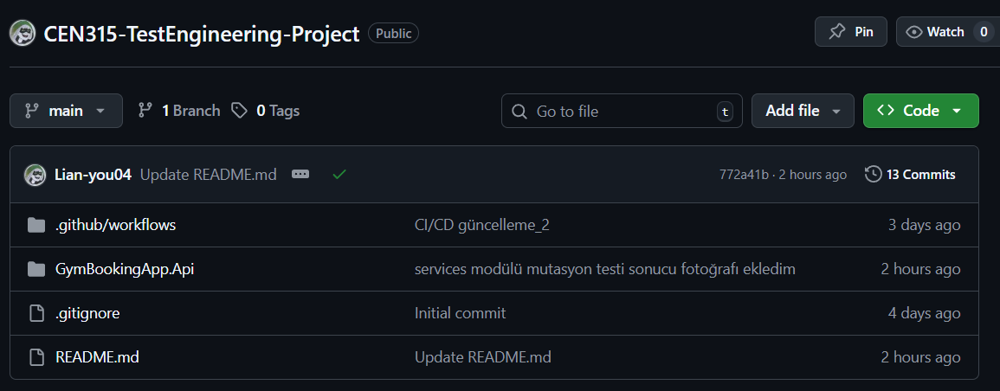 CEN315-TestEngineering-Project Public Pin Watch 0
main 1 Branch 0 Tags Go to file t Add file Code
Lian-you04 Update README.md 772a41b · 2 hours ago 13 Commits
.github/workflows CI/CD güncelleme_2 3 days ago
GymBookingApp.Api services modülü mutasyon testi sonucu fotoğrafı ekledim 2 hours ago
.gitignore Initial commit 4 days ago
README.md Update README.md 2 hours ago